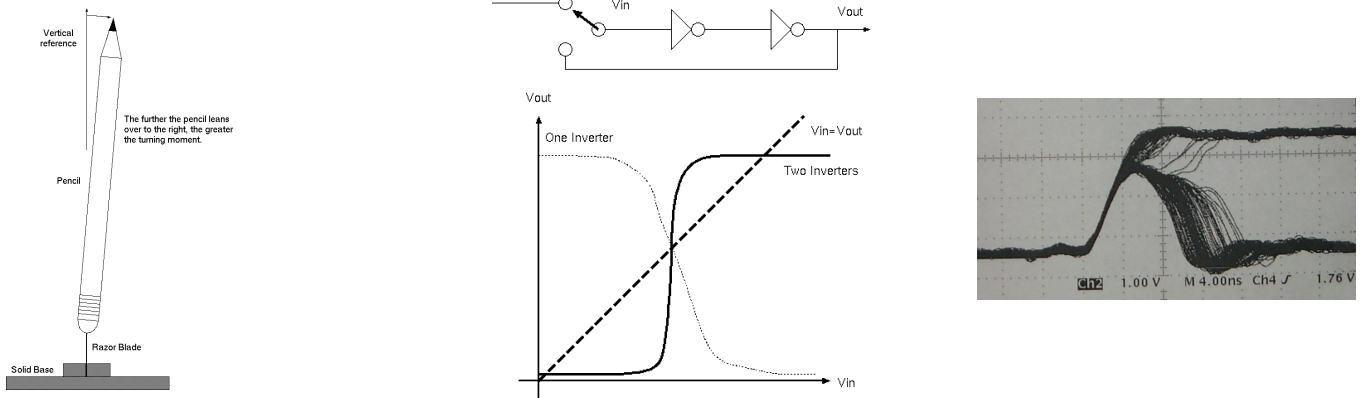 Vertical
reference
The further the pencil leans
over to the right, the greater
the turning moment.
Pencil
Razor Blade
Solid Base
Vin
Vout
Vout
One Inverter
Vin=Vout
Two Inverters
Vin
Ch2 1.00 V M 4.00ns Ch4 1.76 V